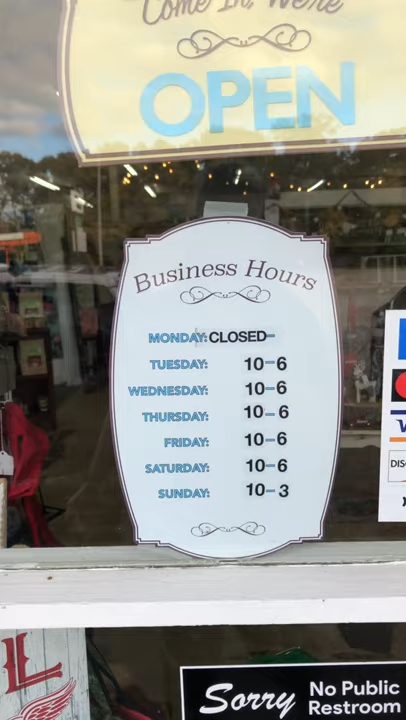 Come In, We're
OPEN
Business Hours
MONDAY: CLOSED
TUESDAY: 10-6
WEDNESDAY: 10-6
THURSDAY: 10-6
FRIDAY: 10-6
SATURDAY: 10-6
SUNDAY: 10-3
DIS
L
Sorry No Public
Restroom